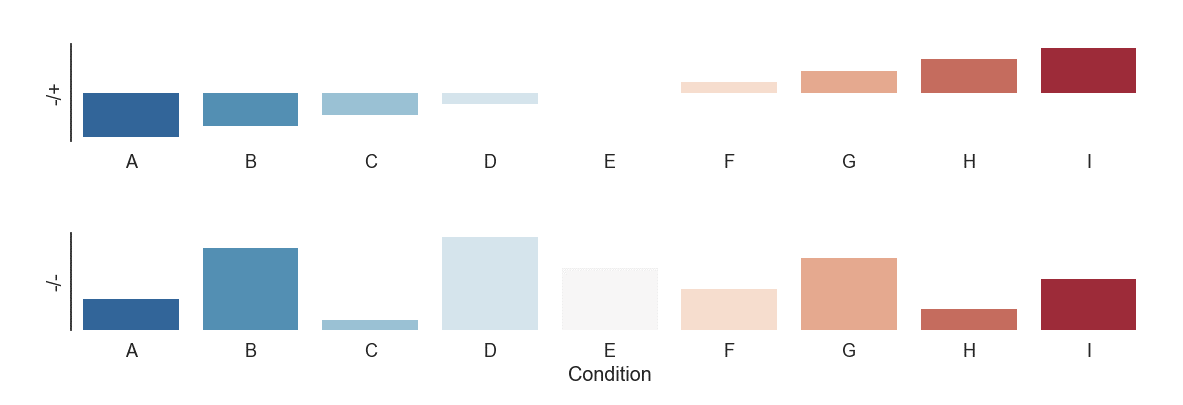 -/+
A B C D E F G H I
-/-
A B C D E F G H I
Condition